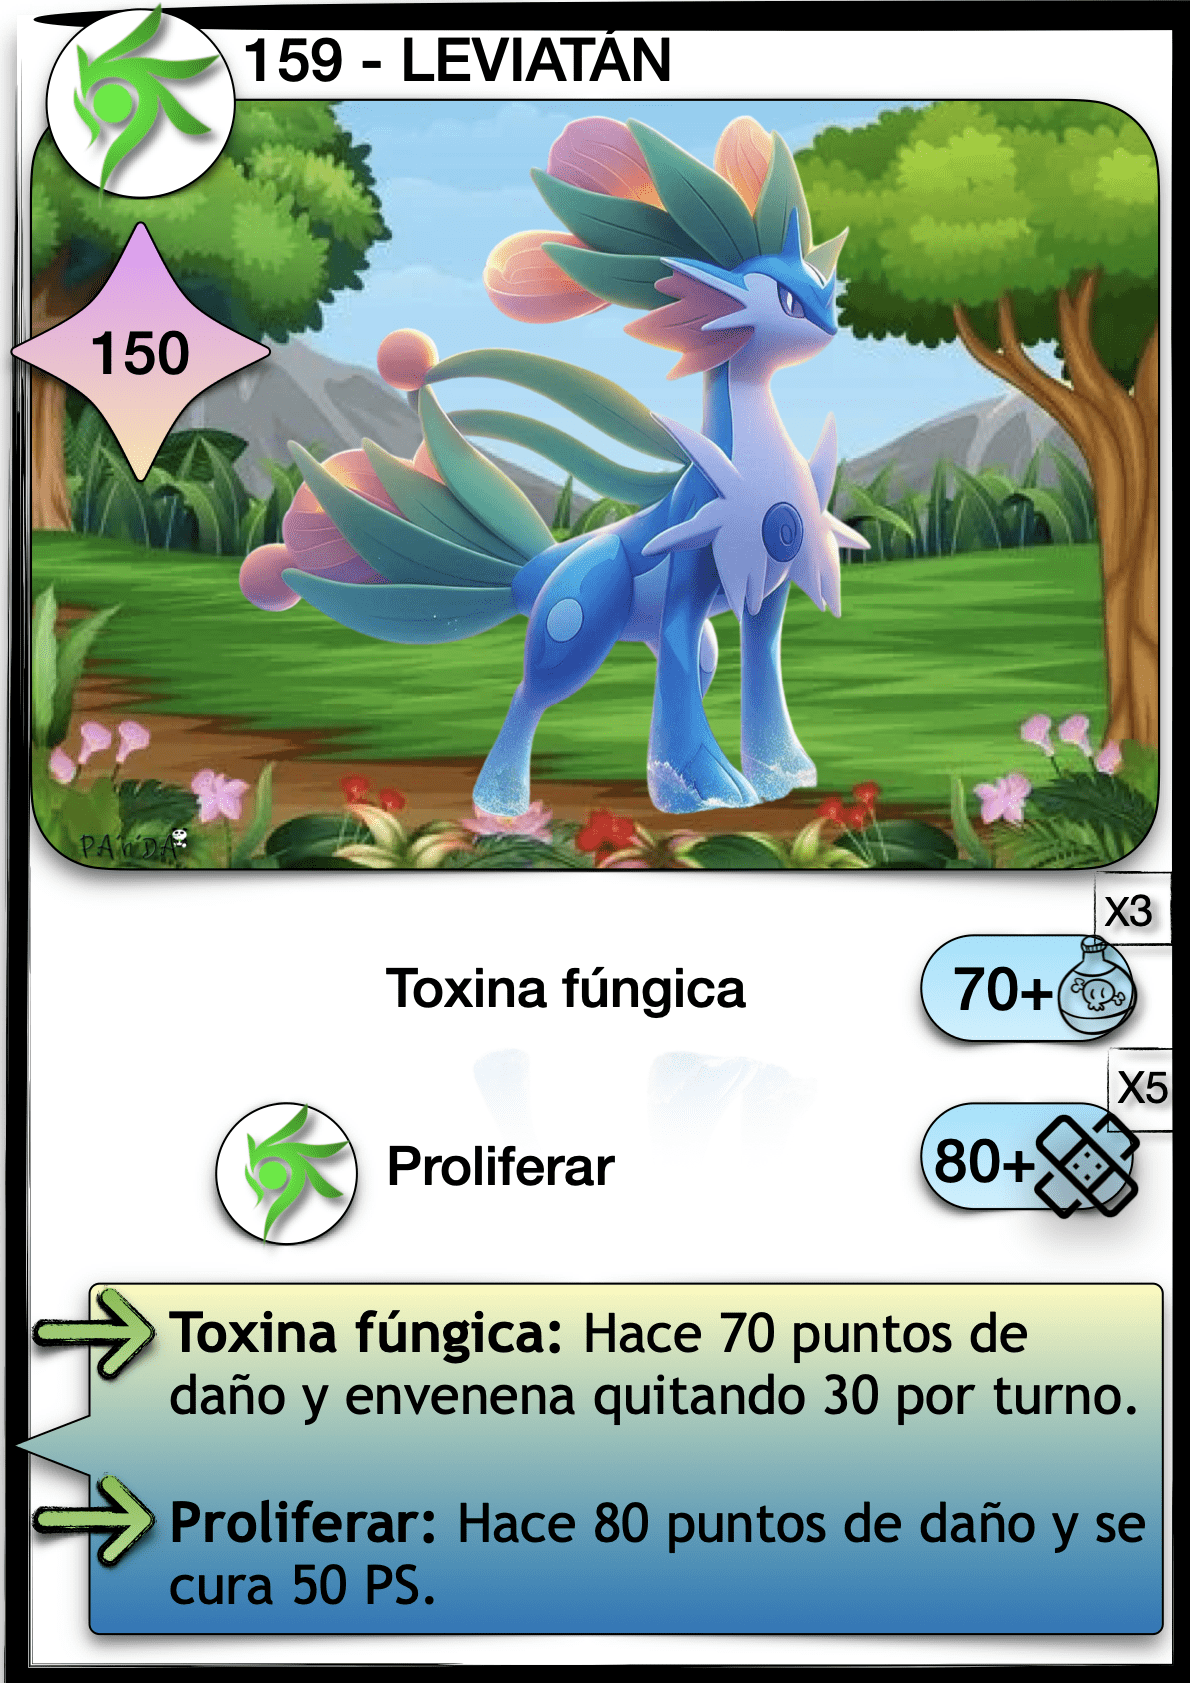 159 - LEVIATÁN
150
PANDA
X3
Toxina fúngica
70+
X5
Proliferar
80+
Toxina fúngica: Hace 70 puntos de
daño y envenena quitando 30 por turno.
Proliferar: Hace 80 puntos de daño y se
cura 50 PS.